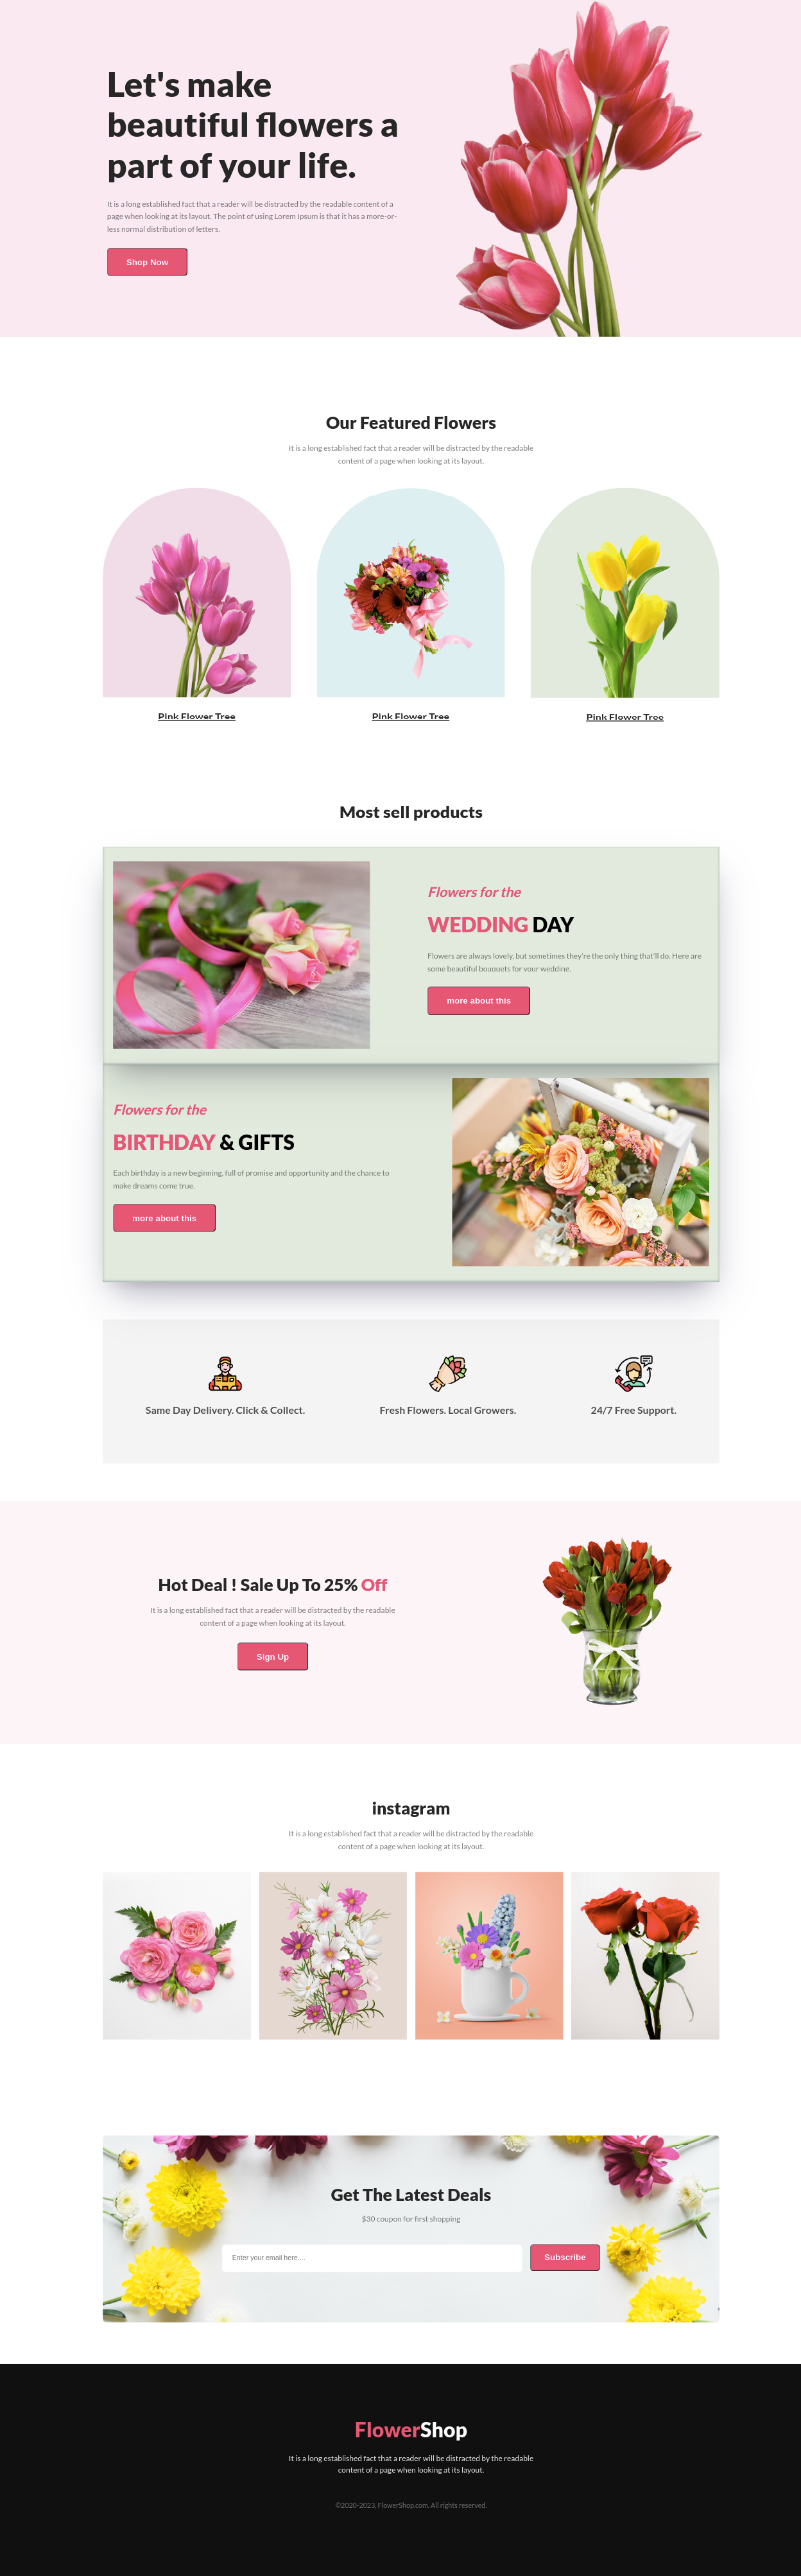 Let's make
beautiful flowers a
part of your life.
It is a long established fact that a reader will be distracted by the readable content of a
page when looking at its layout. The point of using Lorem Ipsum is that it has a more-or-
less normal distribution of letters.
Shop Now
Our Featured Flowers
It is a long established fact that a reader will be distracted by the readable
content of a page when looking at its layout.
Pink Flower Tree
Pink Flower Tree
Pink Flower Tree
Most sell products
Flowers for the
WEDDING DAY
Flowers are always lovely, but sometimes they're the only thing that'll do. Here are
some beautiful bououets for your wedding.
more about this
Flowers for the
BIRTHDAY & GIFTS
Each birthday is a new beginning, full of promise and opportunity and the chance to
make dreams come true.
more about this
Same Day Delivery. Click & Collect.
Fresh Flowers. Local Growers.
24/7 Free Support.
Hot Deal ! Sale Up To 25% Off
It is a long established fact that a reader will be distracted by the readable
content of a page when looking at its layout.
Sign Up
instagram
It is a long established fact that a reader will be distracted by the readable
content of a page when looking at its layout.
Get The Latest Deals
$30 coupon for first shopping
Enter your email here....
Subscribe
FlowerShop
It is a long established fact that a reader will be distracted by the readable
content of a page when looking at its layout.
©2020-2023, FlowerShop.com. All rights reserved.